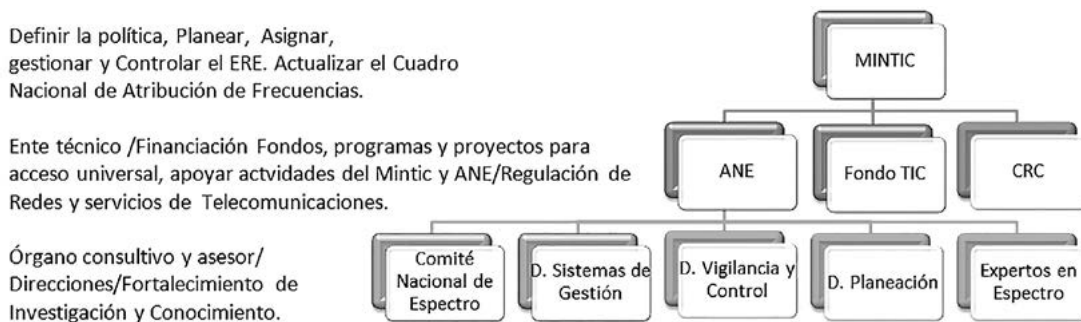 Definir la política, Planear, Asignar,
gestionar y Controlar el ERE. Actualizar el Cuadro
Nacional de Atribución de Frecuencias.
MINTIC
Ente técnico /Financiación Fondos, programas y proyectos para
acceso universal, apoyar actvidades del Mintic y ANE/Regulación de
Redes y servicios de Telecomunicaciones.
ANE
Fondo TIC
CRC
Órgano consultivo y asesor/
Direcciones/Fortalecimiento de
Investigación y Conocimiento.
Comité
Nacional de
Espectro
D. Sistemas de
Gestión
D. Vigilancia y
Control
D. Planeación
Expertos en
Espectro